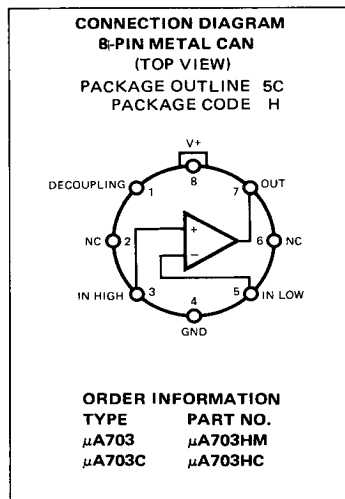 CONNECTION DIAGRAM
8-PIN METAL CAN
(TOP VIEW)
PACKAGE OUTLINE 5C
PACKAGE CODE H
V+
8
DECOUPLING 1
7 OUT
+
NC 2
6 NC
−
IN HIGH 3
5 IN LOW
4
GND
ORDER INFORMATION
TYPE PART NO.
μA703 μA703HM
μA703C μA703HC